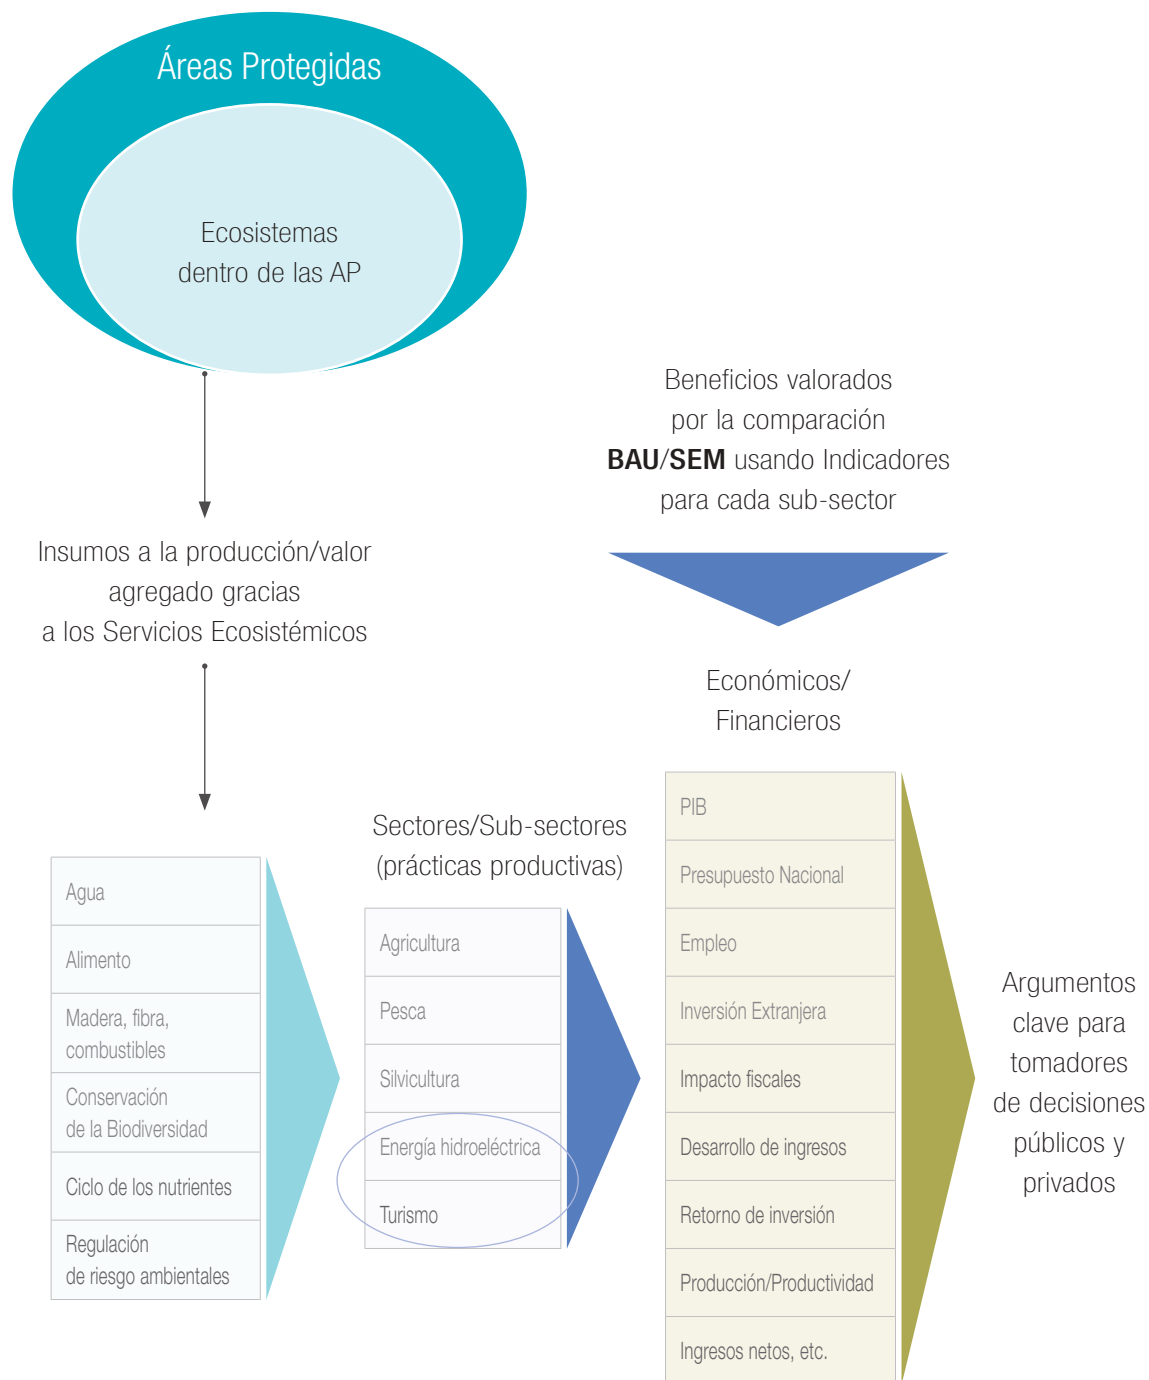 Áreas Protegidas
Ecosistemas
dentro de las AP
Insumos a la producción/valor
agregado gracias
a los Servicios Ecosistémicos
Agua
Alimento
Madera, fibra,
combustibles
Conservación
de la Biodiversidad
Ciclo de los nutrientes
Regulación
de riesgo ambientales
Sectores/Sub-sectores
(prácticas productivas)
Agricultura
Pesca
Silvicultura
Energía hidroeléctrica
Turismo
Beneficios valorados
por la comparación
BAU/SEM usando Indicadores
para cada sub-sector
Económicos/
Financieros
PIB
Presupuesto Nacional
Empleo
Inversión Extranjera
Impacto fiscales
Desarrollo de ingresos
Retorno de inversión
Producción/Productividad
Ingresos netos, etc.
Argumentos
clave para
tomadores
de decisiones
públicos y
privados